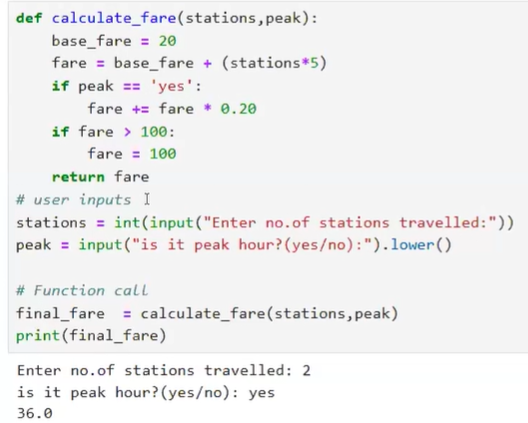 def calculate_fare(stations,peak):
    base_fare = 20
    fare = base_fare + (stations*5)
    if peak == 'yes':
        fare += fare * 0.20
    if fare > 100:
        fare = 100
    return fare
# user inputs
stations = int(input("Enter no.of stations travelled:"))
peak = input("is it peak hour?(yes/no):").lower()

# Function call
final_fare  = calculate_fare(stations,peak)
print(final_fare)
Enter no.of stations travelled: 2
is it peak hour?(yes/no): yes
36.0